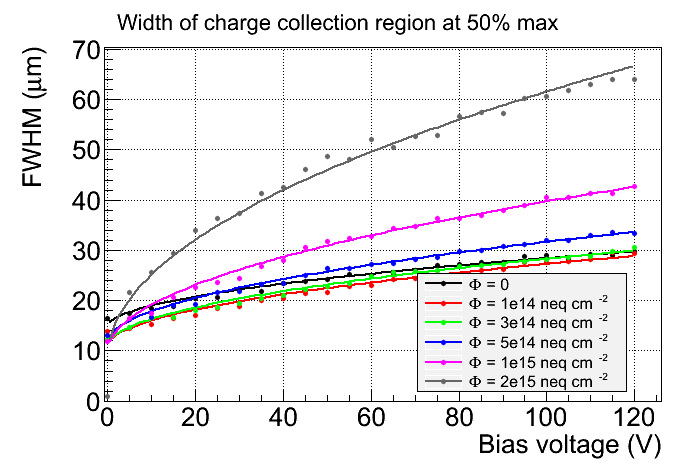 Width of charge collection region at 50% max
FWHM (μm)
70
60
50
40
30
20
10
0
Φ = 0
Φ = 1e14 neq cm -2
Φ = 3e14 neq cm -2
Φ = 5e14 neq cm -2
Φ = 1e15 neq cm -2
Φ = 2e15 neq cm -2
0 20 40 60 80 100 120
Bias voltage (V)